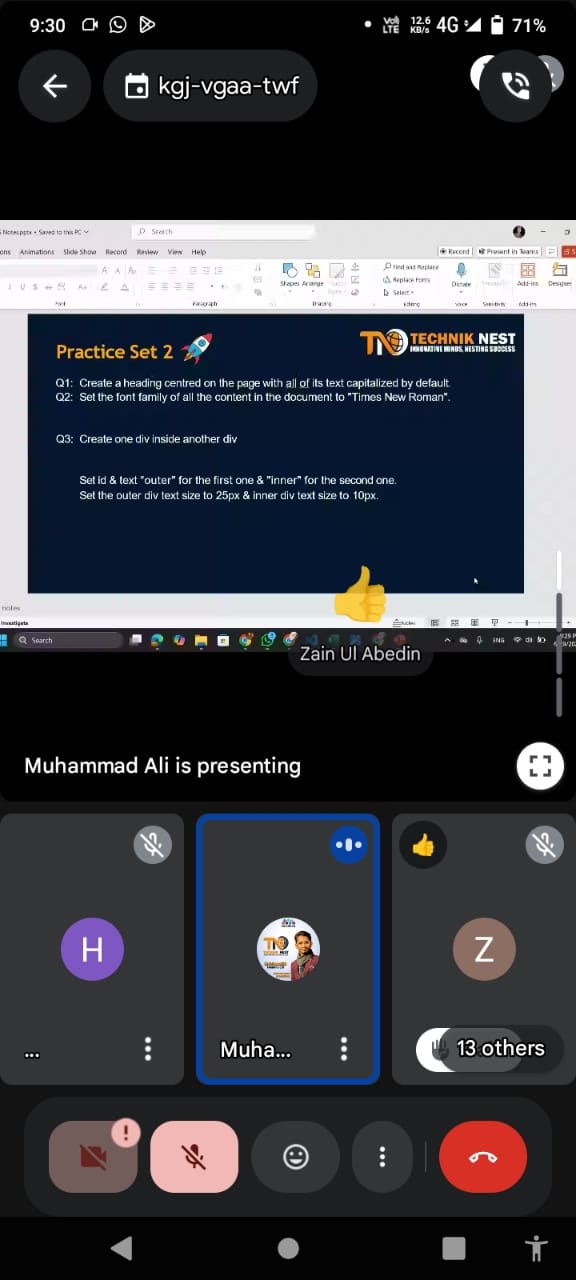 9:30
Vo)
LTE
12.6
KB/s
4G
71%
kgj-vgaa-twf
Notes.pptx • Saved to this PC
Search
Animations Slide Show Record Review View Help
Record
Present in Teams
Shapes Arrange
Find and Replace
Replace Fonts
Select
Dictate
Add-ins
Designer
Font
Paragraph
Drawing
Editing
Voice
Sensitivity
Add-ins
Practice Set 2
TN TECHNIK NEST
INNOVATIVE MINDS, NESTING SUCCESS
Q1: Create a heading centred on the page with all of its text capitalized by default.
Q2: Set the font family of all the content in the document to "Times New Roman".
Q3: Create one div inside another div
Set id & text "outer" for the first one & "inner" for the second one.
Set the outer div text size to 25px & inner div text size to 10px.
notes
Investigate
Notes
Search
ENG
Zain Ul Abedin
Muhammad Ali is presenting
H
...
TN
Muha...
Z
13 others